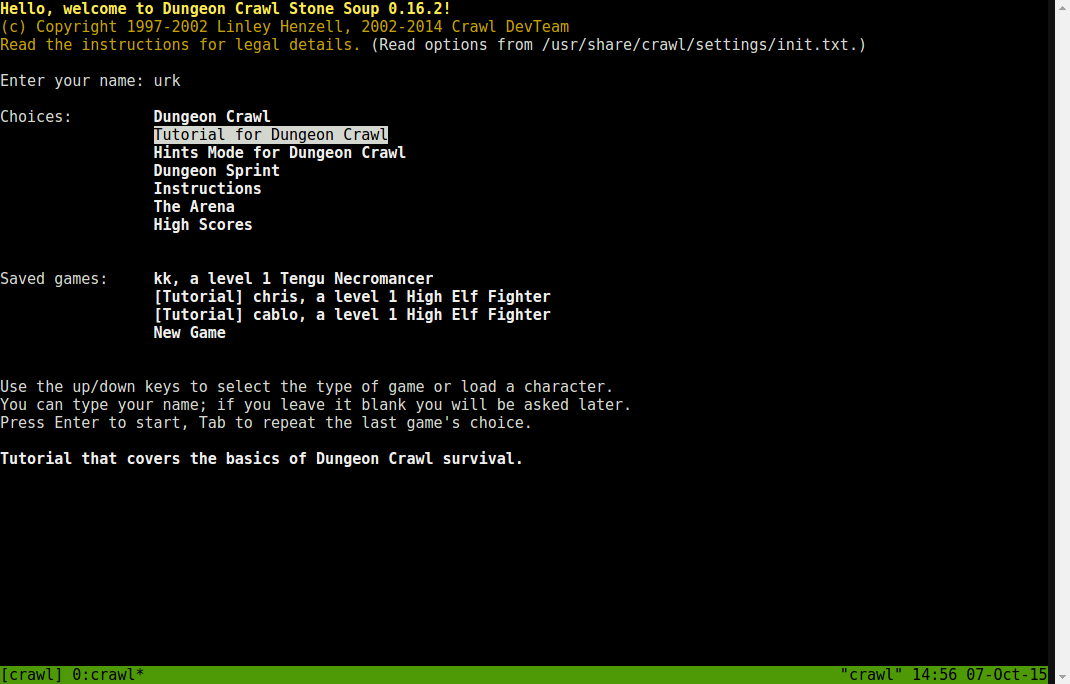 Hello, welcome to Dungeon Crawl Stone Soup 0.16.2!
(c) Copyright 1997-2002 Linley Henzell, 2002-2014 Crawl DevTeam
Read the instructions for legal details. (Read options from /usr/share/crawl/settings/init.txt.)
Enter your name: urk
Choices: Dungeon Crawl
Tutorial for Dungeon Crawl
Hints Mode for Dungeon Crawl
Dungeon Sprint
Instructions
The Arena
High Scores
Saved games: kk, a level 1 Tengu Necromancer
[Tutorial] chris, a level 1 High Elf Fighter
[Tutorial] cablo, a level 1 High Elf Fighter
New Game
Use the up/down keys to select the type of game or load a character.
You can type your name; if you leave it blank you will be asked later.
Press Enter to start, Tab to repeat the last game's choice.
Tutorial that covers the basics of Dungeon Crawl survival.
[crawl] 0:crawl* "crawl" 14:56 07-Oct-15